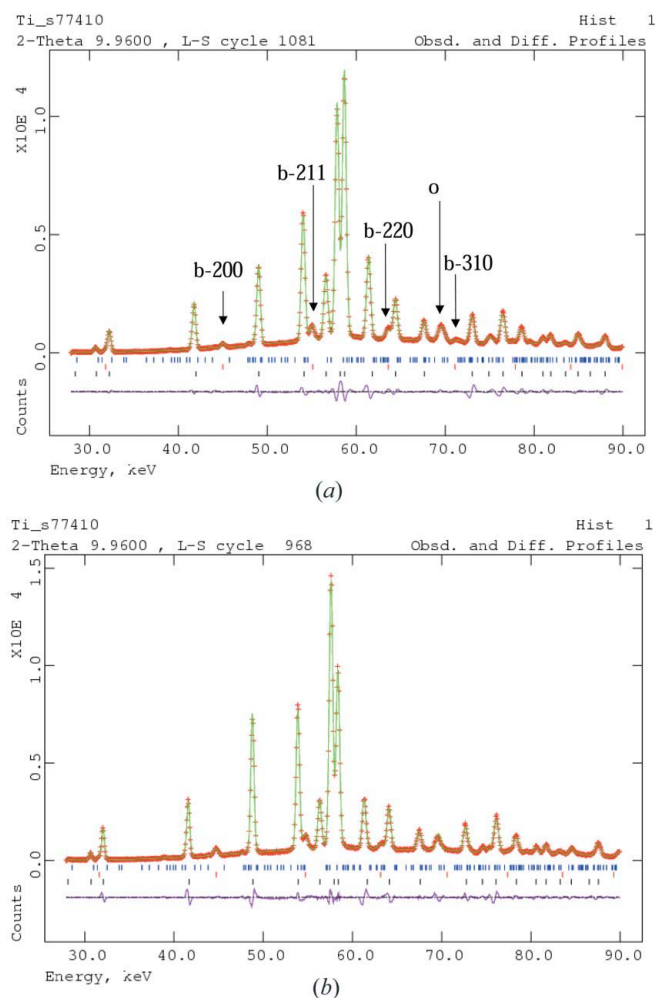 Ti_s77410 Hist 1
2-Theta 9.9600 , L-S cycle 1081 Obsd. and Diff. Profiles
X10E 4
1.0
0.5
0.0
Counts
b-200
b-211
b-220
o
b-310
30.0 40.0 50.0 60.0 70.0 80.0 90.0
Energy, keV
(a)
Ti_s77410 Hist 1
2-Theta 9.9600 , L-S cycle 968 Obsd. and Diff. Profiles
X10E 4
1.5
1.0
0.5
0.0
Counts
30.0 40.0 50.0 60.0 70.0 80.0 90.0
Energy, keV
(b)